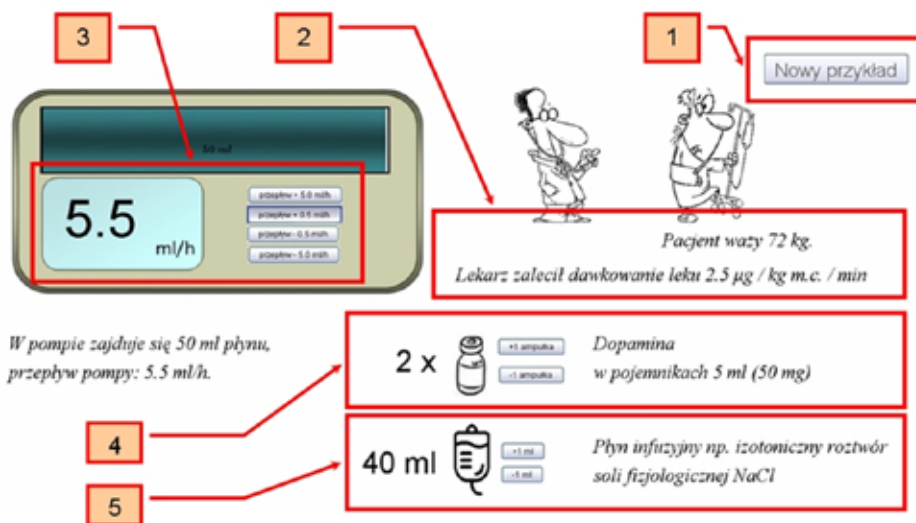 3
2
1
Nowy przykład
50 ml
5.5
ml/h
przepływ + 5.0 ml/h
przepływ + 0.5 ml/h
przepływ - 0.5 ml/h
przepływ - 5.0 ml/h
Pacjent waży 72 kg.
Lekarz zalecił dawkowanie leku 2.5 µg / kg m.c. / min
W pompie zajduje się 50 ml płynu,
przepływ pompy: 5.5 ml/h.
2 x
+1 ampułka
-1 ampułka
Dopamina
w pojemnikach 5 ml (50 mg)
4
40 ml
+1 ml
-1 ml
Płyn infuzyjny np. izotoniczny roztwór
soli fizjologicznej NaCl
5